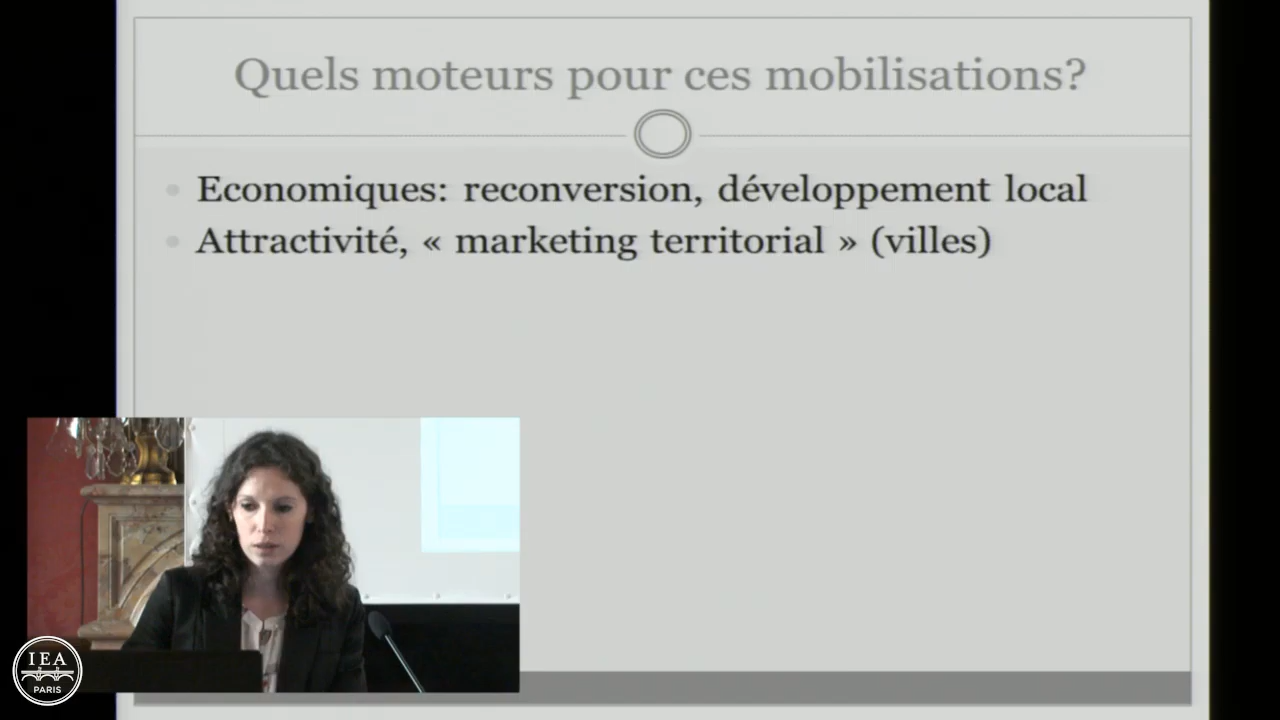 Quels moteurs pour ces mobilisations?
Economiques: reconversion, développement local
Attractivité, « marketing territorial » (villes)
IEA
PARIS